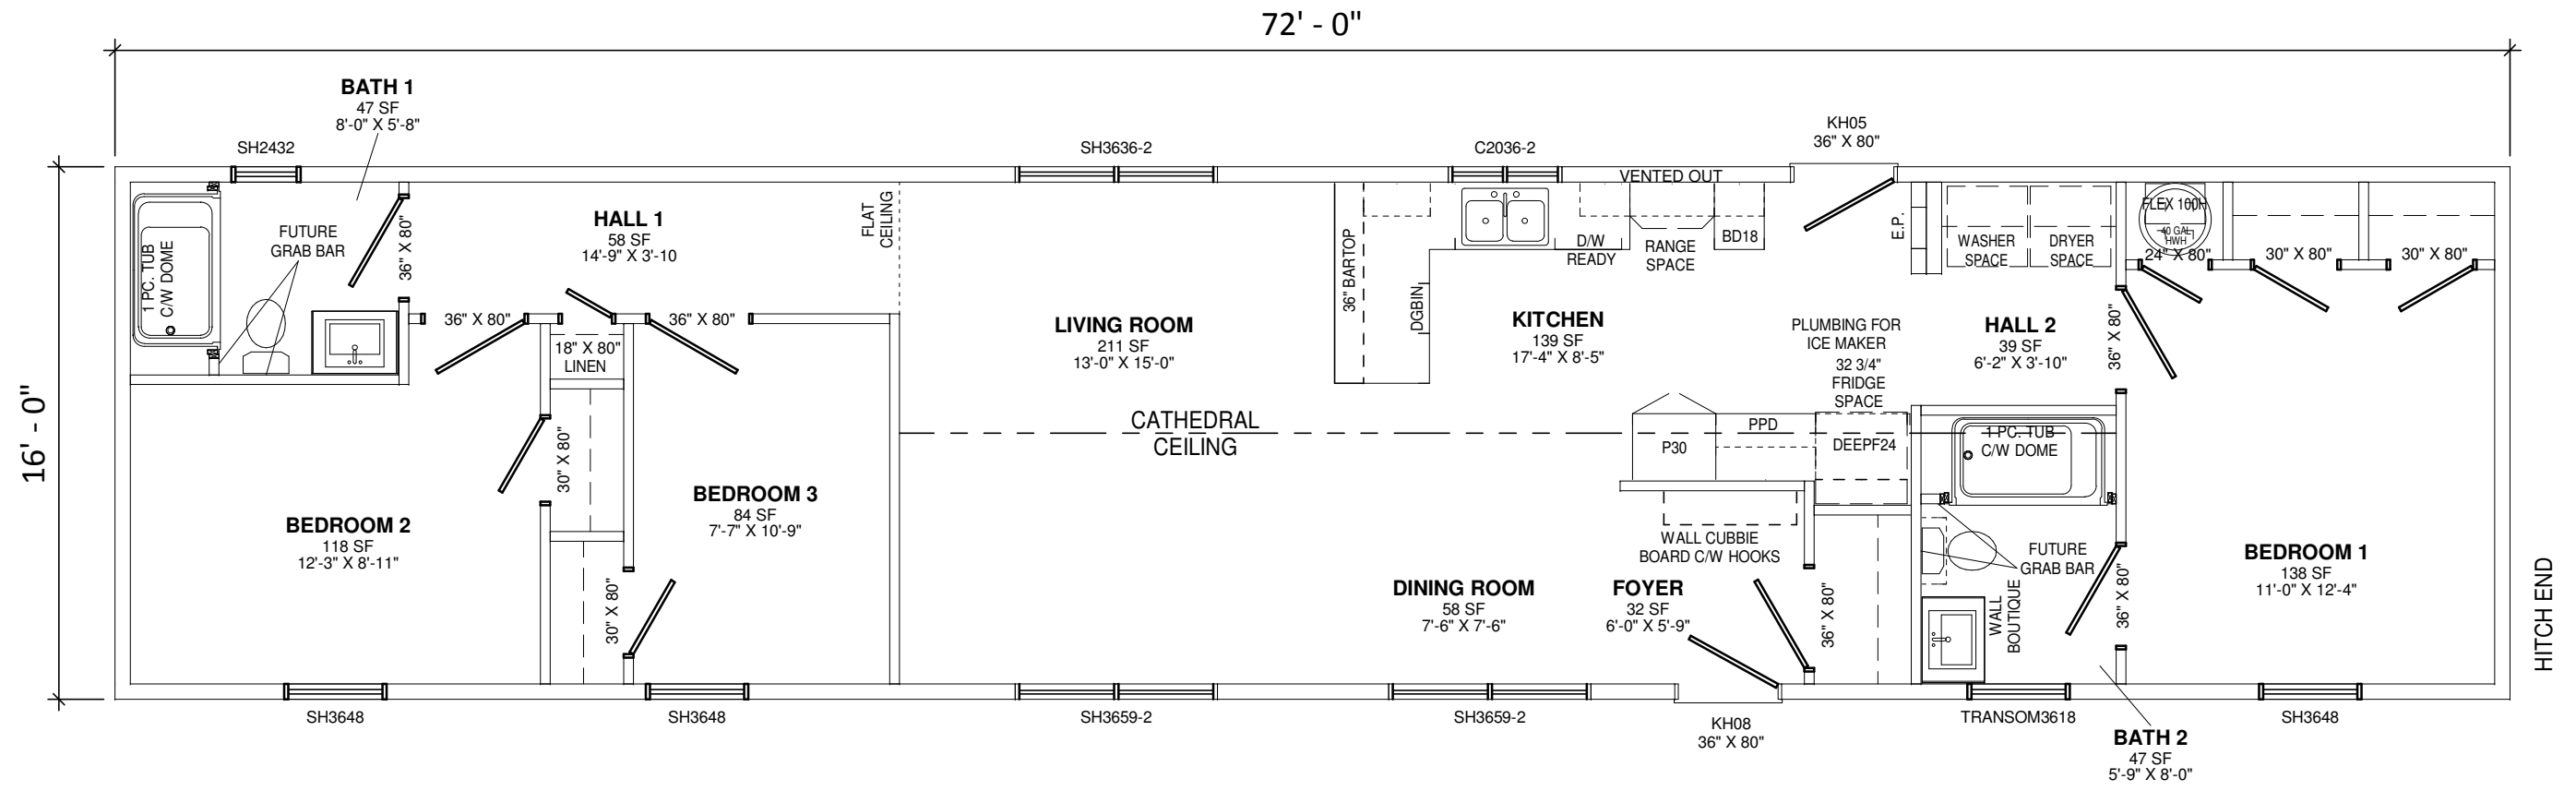 72' - 0"
16' - 0"
BATH 1
47 SF
8'-0" X 5'-8"
SH2432
SH3636-2
C2036-2
KH05
36" X 80"
VENTED OUT
1 PC. TUB
C/W DOME
FUTURE
GRAB BAR
36" X 80"
HALL 1
58 SF
14'-9" X 3'-10
FLAT
CEILING
36" X 80"
18" X 80"
LINEN
36" X 80"
30" X 80"
BEDROOM 2
118 SF
12'-3" X 8'-11"
BEDROOM 3
84 SF
7'-7" X 10'-9"
30" X 80"
LIVING ROOM
211 SF
13'-0" X 15'-0"
CATHEDRAL
CEILING
36" BARTOP
DGBIN
D/W
READY
RANGE
SPACE
BD18
KITCHEN
139 SF
17'-4" X 8'-5"
PLUMBING FOR
ICE MAKER
32 3/4"
FRIDGE
SPACE
P30
PPD
DEEPF24
E.P.
WASHER
SPACE
DRYER
SPACE
FLEX 100H
40 GAL
HWH
24" X 80"
30" X 80"
30" X 80"
HALL 2
39 SF
6'-2" X 3'-10"
36" X 80"
1 PC. TUB
C/W DOME
WALL CUBBIE
BOARD C/W HOOKS
DINING ROOM
58 SF
7'-6" X 7'-6"
FOYER
32 SF
6'-0" X 5'-9"
36" X 80"
FUTURE
GRAB BAR
WALL
BOUTIQUE
36" X 80"
BEDROOM 1
138 SF
11'-0" X 12'-4"
HITCH END
SH3648
SH3648
SH3659-2
SH3659-2
KH08
36" X 80"
TRANSOM3618
SH3648
BATH 2
47 SF
5'-9" X 8'-0"